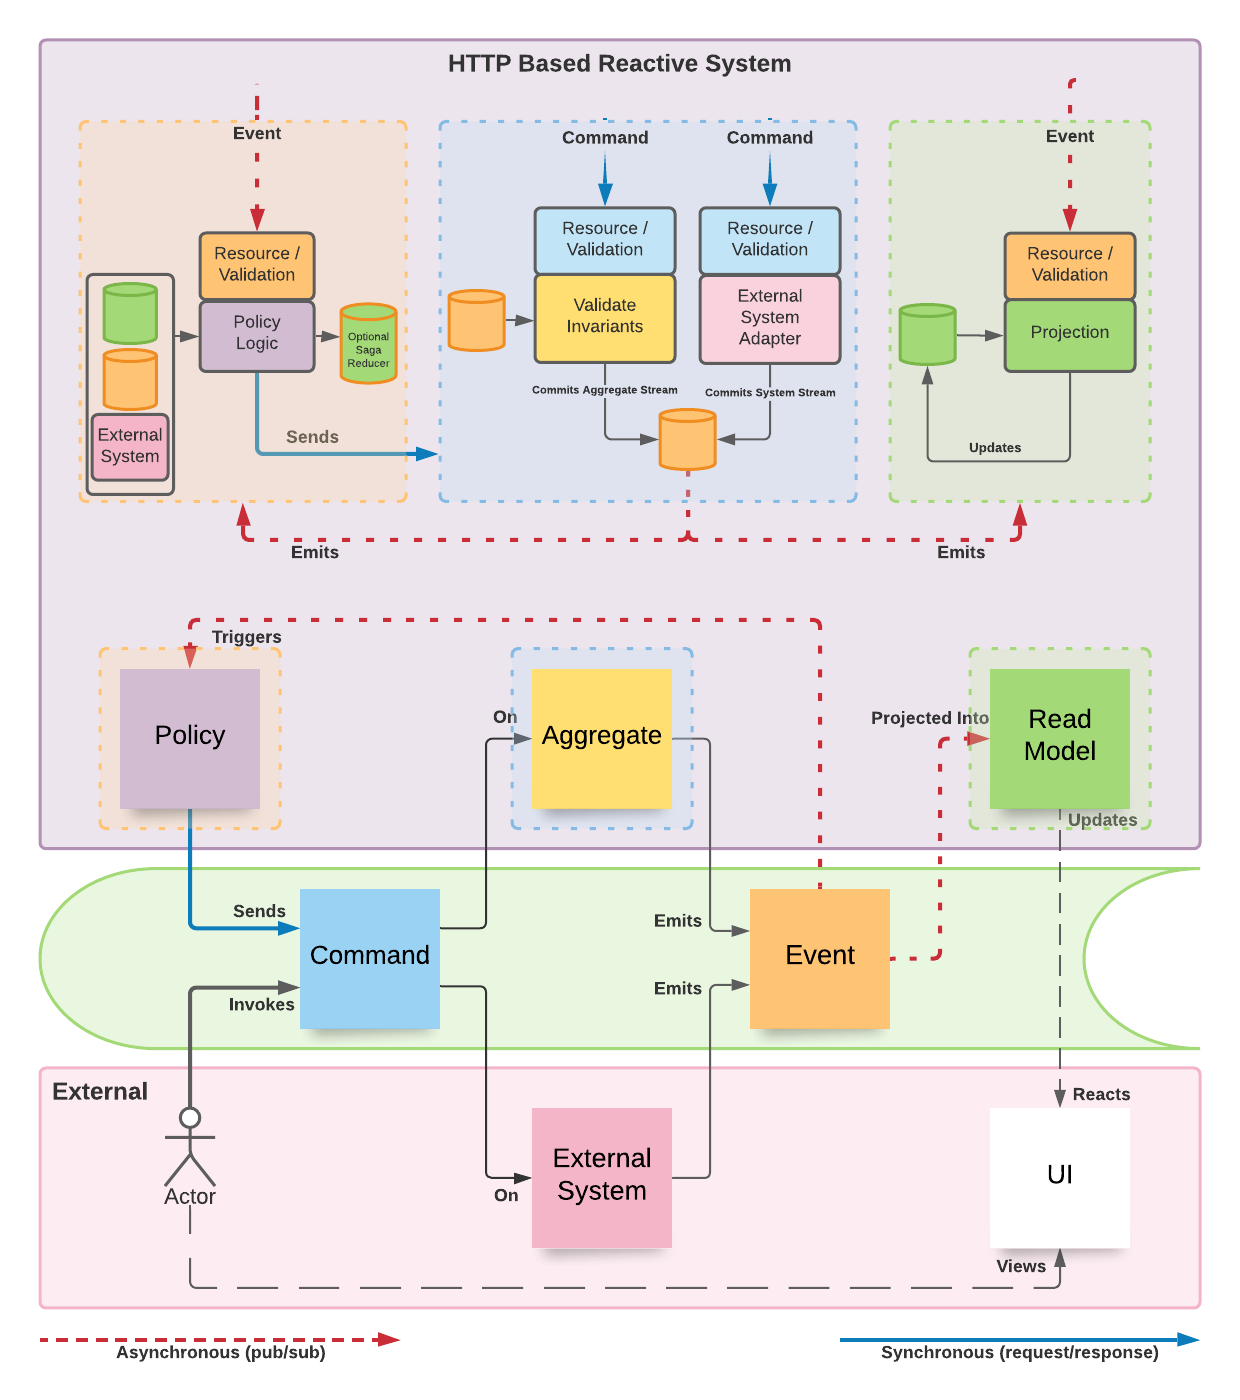 HTTP Based Reactive System
Event
Command
Command
Event
Resource /
Validation
Policy
Logic
Optional
Saga
Reducer
External
System
Sends
Resource /
Validation
Validate
Invariants
Resource /
Validation
External
System
Adapter
Commits Aggregate Stream
Commits System Stream
Resource /
Validation
Projection
Updates
Emits
Emits
Triggers
Policy
On
Aggregate
Projected Into
Read
Model
Updates
Sends
Command
Invokes
Emits
Emits
Event
External
Actor
On
External
System
Reacts
UI
Views
Asynchronous (pub/sub)
Synchronous (request/response)